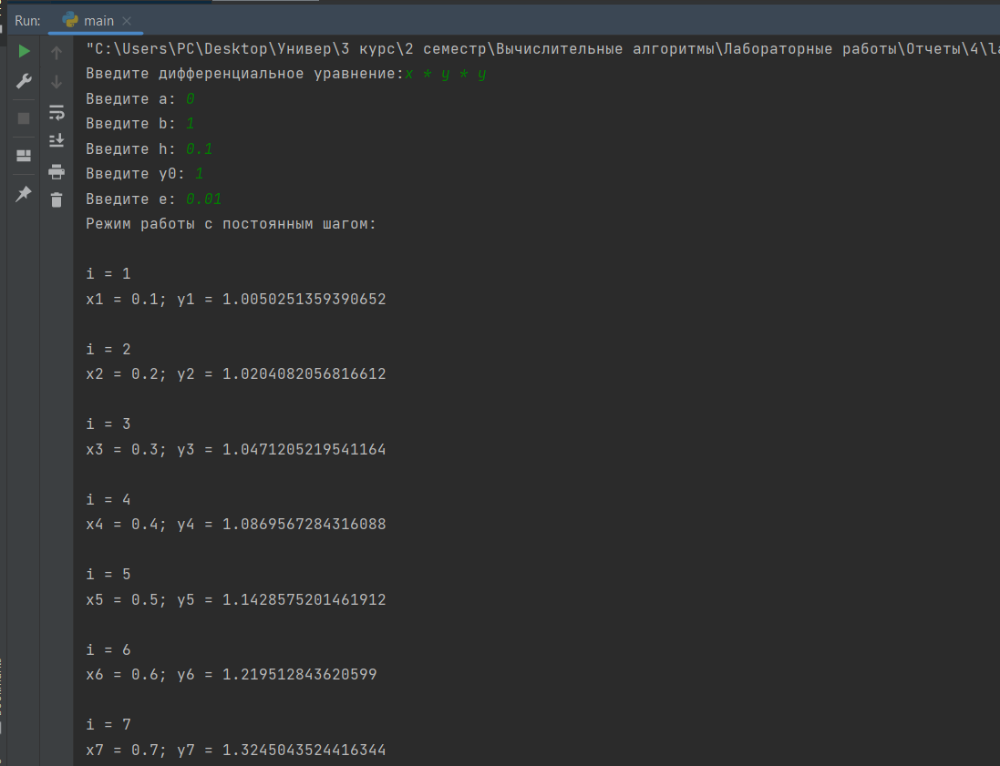 Run: main
"C:\Users\PC\Desktop\Универ\3 курс\2 семестр\Вычислительные алгоритмы\Лабораторные работы\Отчеты\4\la
Введите дифференциальное уравнение:x * y * y
Введите a: 0
Введите b: 1
Введите h: 0.1
Введите y0: 1
Введите e: 0.01
Режим работы с постоянным шагом:
i = 1
x1 = 0.1; y1 = 1.0050251359390652
i = 2
x2 = 0.2; y2 = 1.0204082056816612
i = 3
x3 = 0.3; y3 = 1.0471205219541164
i = 4
x4 = 0.4; y4 = 1.0869567284316088
i = 5
x5 = 0.5; y5 = 1.1428575201461912
i = 6
x6 = 0.6; y6 = 1.219512843620599
i = 7
x7 = 0.7; y7 = 1.3245043524416344